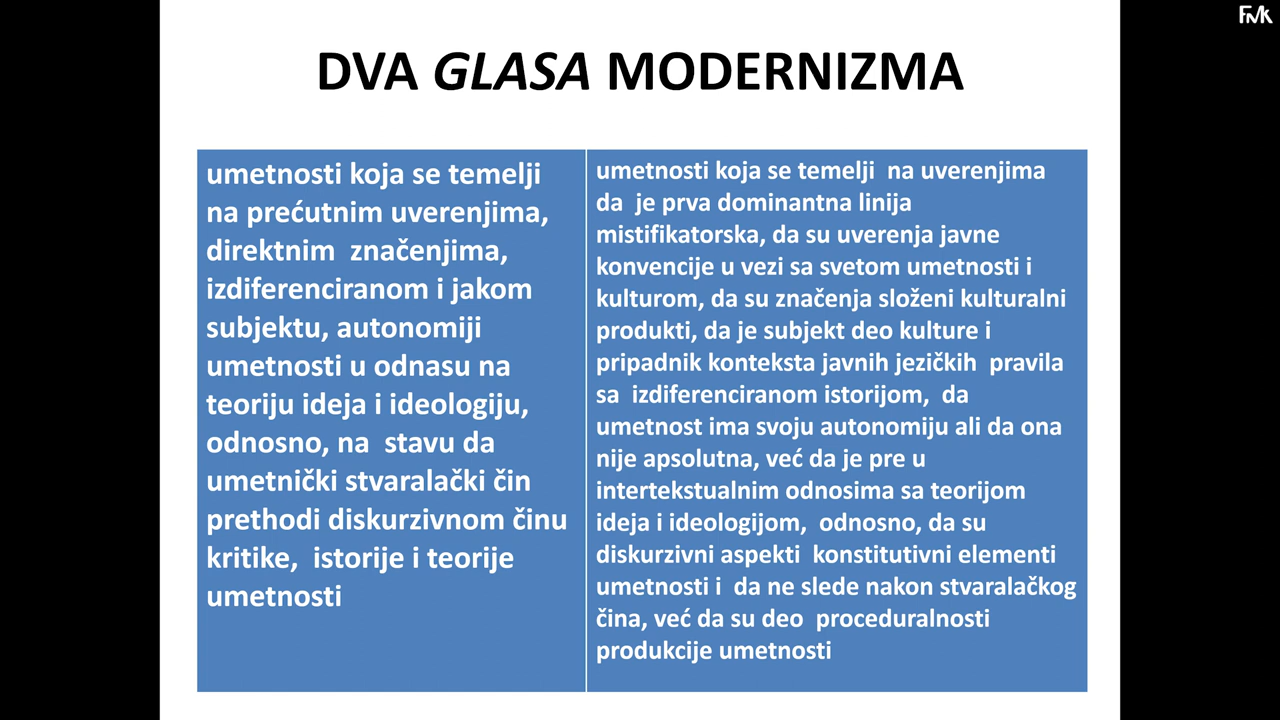 FMK
DVA GLASA MODERNIZMA
umetnosti koja se temelji
na prećutnim uverenjima,
direktnim značenjima,
izdiferenciranom i jakom
subjektu, autonomiji
umetnosti u odnasu na
teoriju ideja i ideologiju,
odnosno, na stavu da
umetnički stvaralački čin
prethodi diskurzivnom činu
kritike, istorije i teorije
umetnosti
umetnosti koja se temelji na uverenjima
da je prva dominantna linija
mistifikatorska, da su uverenja javne
konvencije u vezi sa svetom umetnosti i
kulturom, da su značenja složeni kulturalni
produkti, da je subjekt deo kulture i
pripadnik konteksta javnih jezičkih pravila
sa izdiferenciranom istorijom, da
umetnost ima svoju autonomiju ali da ona
nije apsolutna, već da je pre u
intertekstualnim odnosima sa teorijom
ideja i ideologijom, odnosno, da su
diskurzivni aspekti konstitutivni elementi
umetnosti i da ne slede nakon stvaralačkog
čina, već da su deo proceduralnosti
produkcije umetnosti